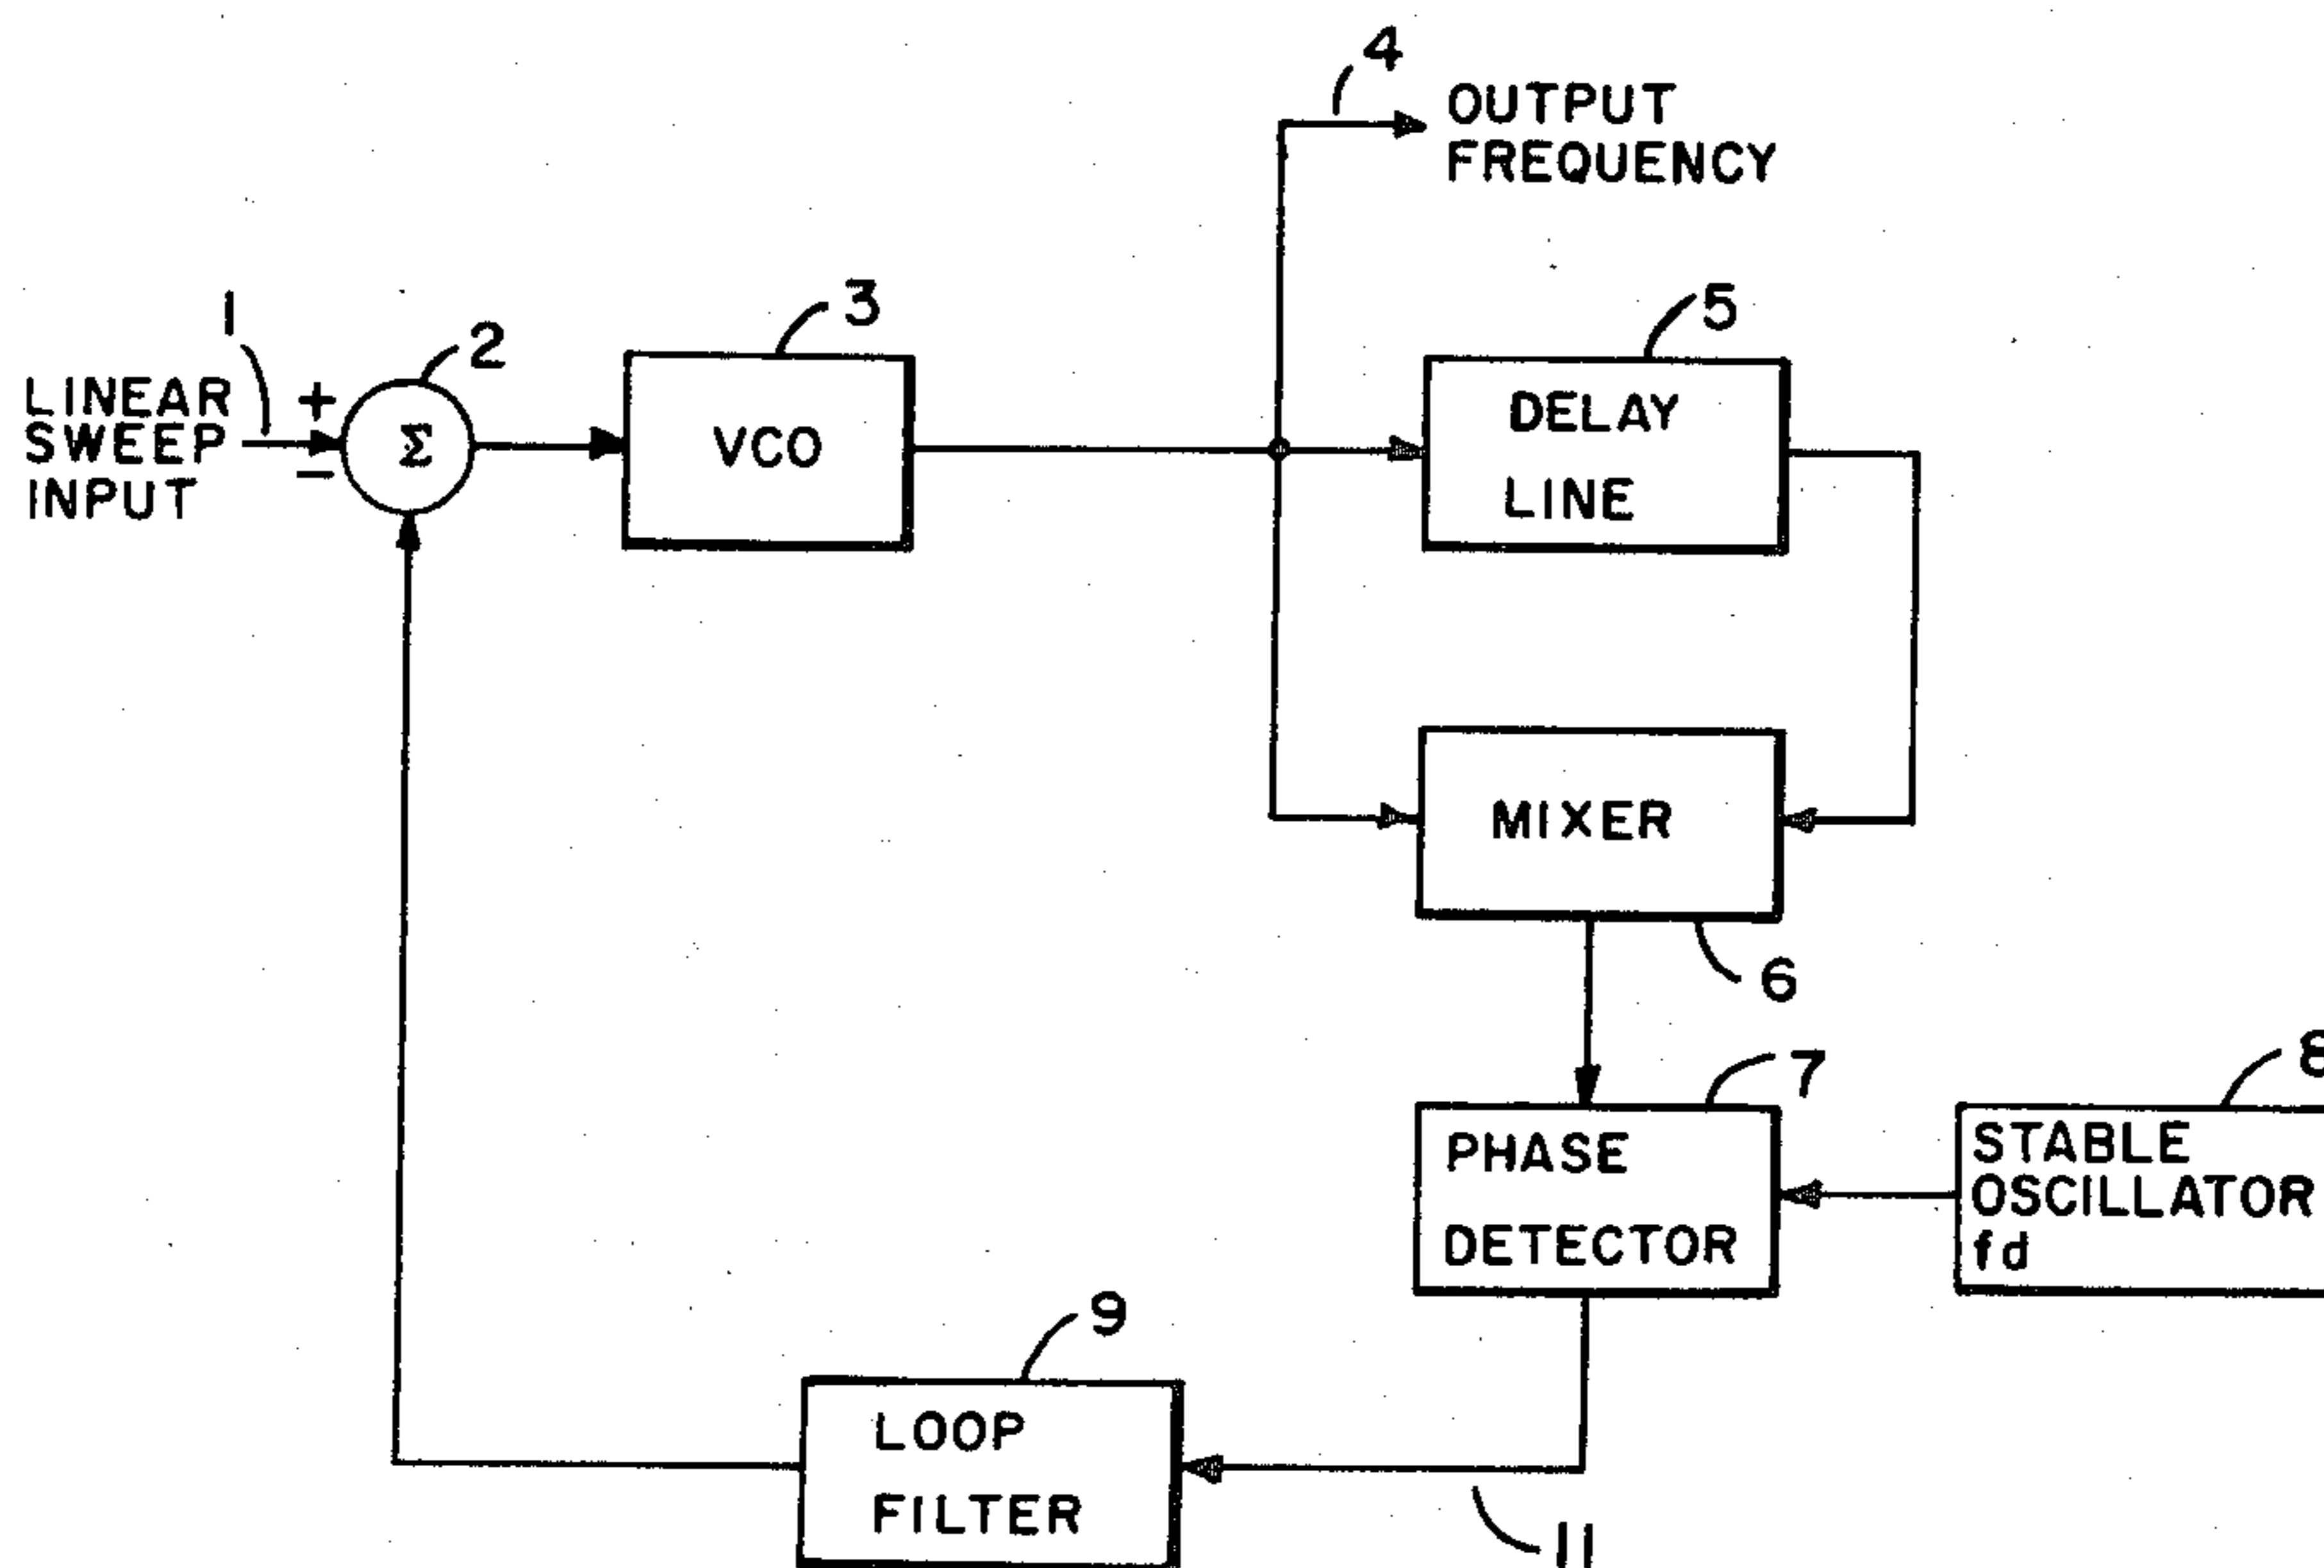 4
OUTPUT
FREQUENCY
1
2
3
5
LINEAR
SWEEP
INPUT
+
−
Σ
VCO
DELAY
LINE
MIXER
6
7
8
PHASE
DETECTOR
STABLE
OSCILLATOR
fd
9
LOOP
FILTER
11